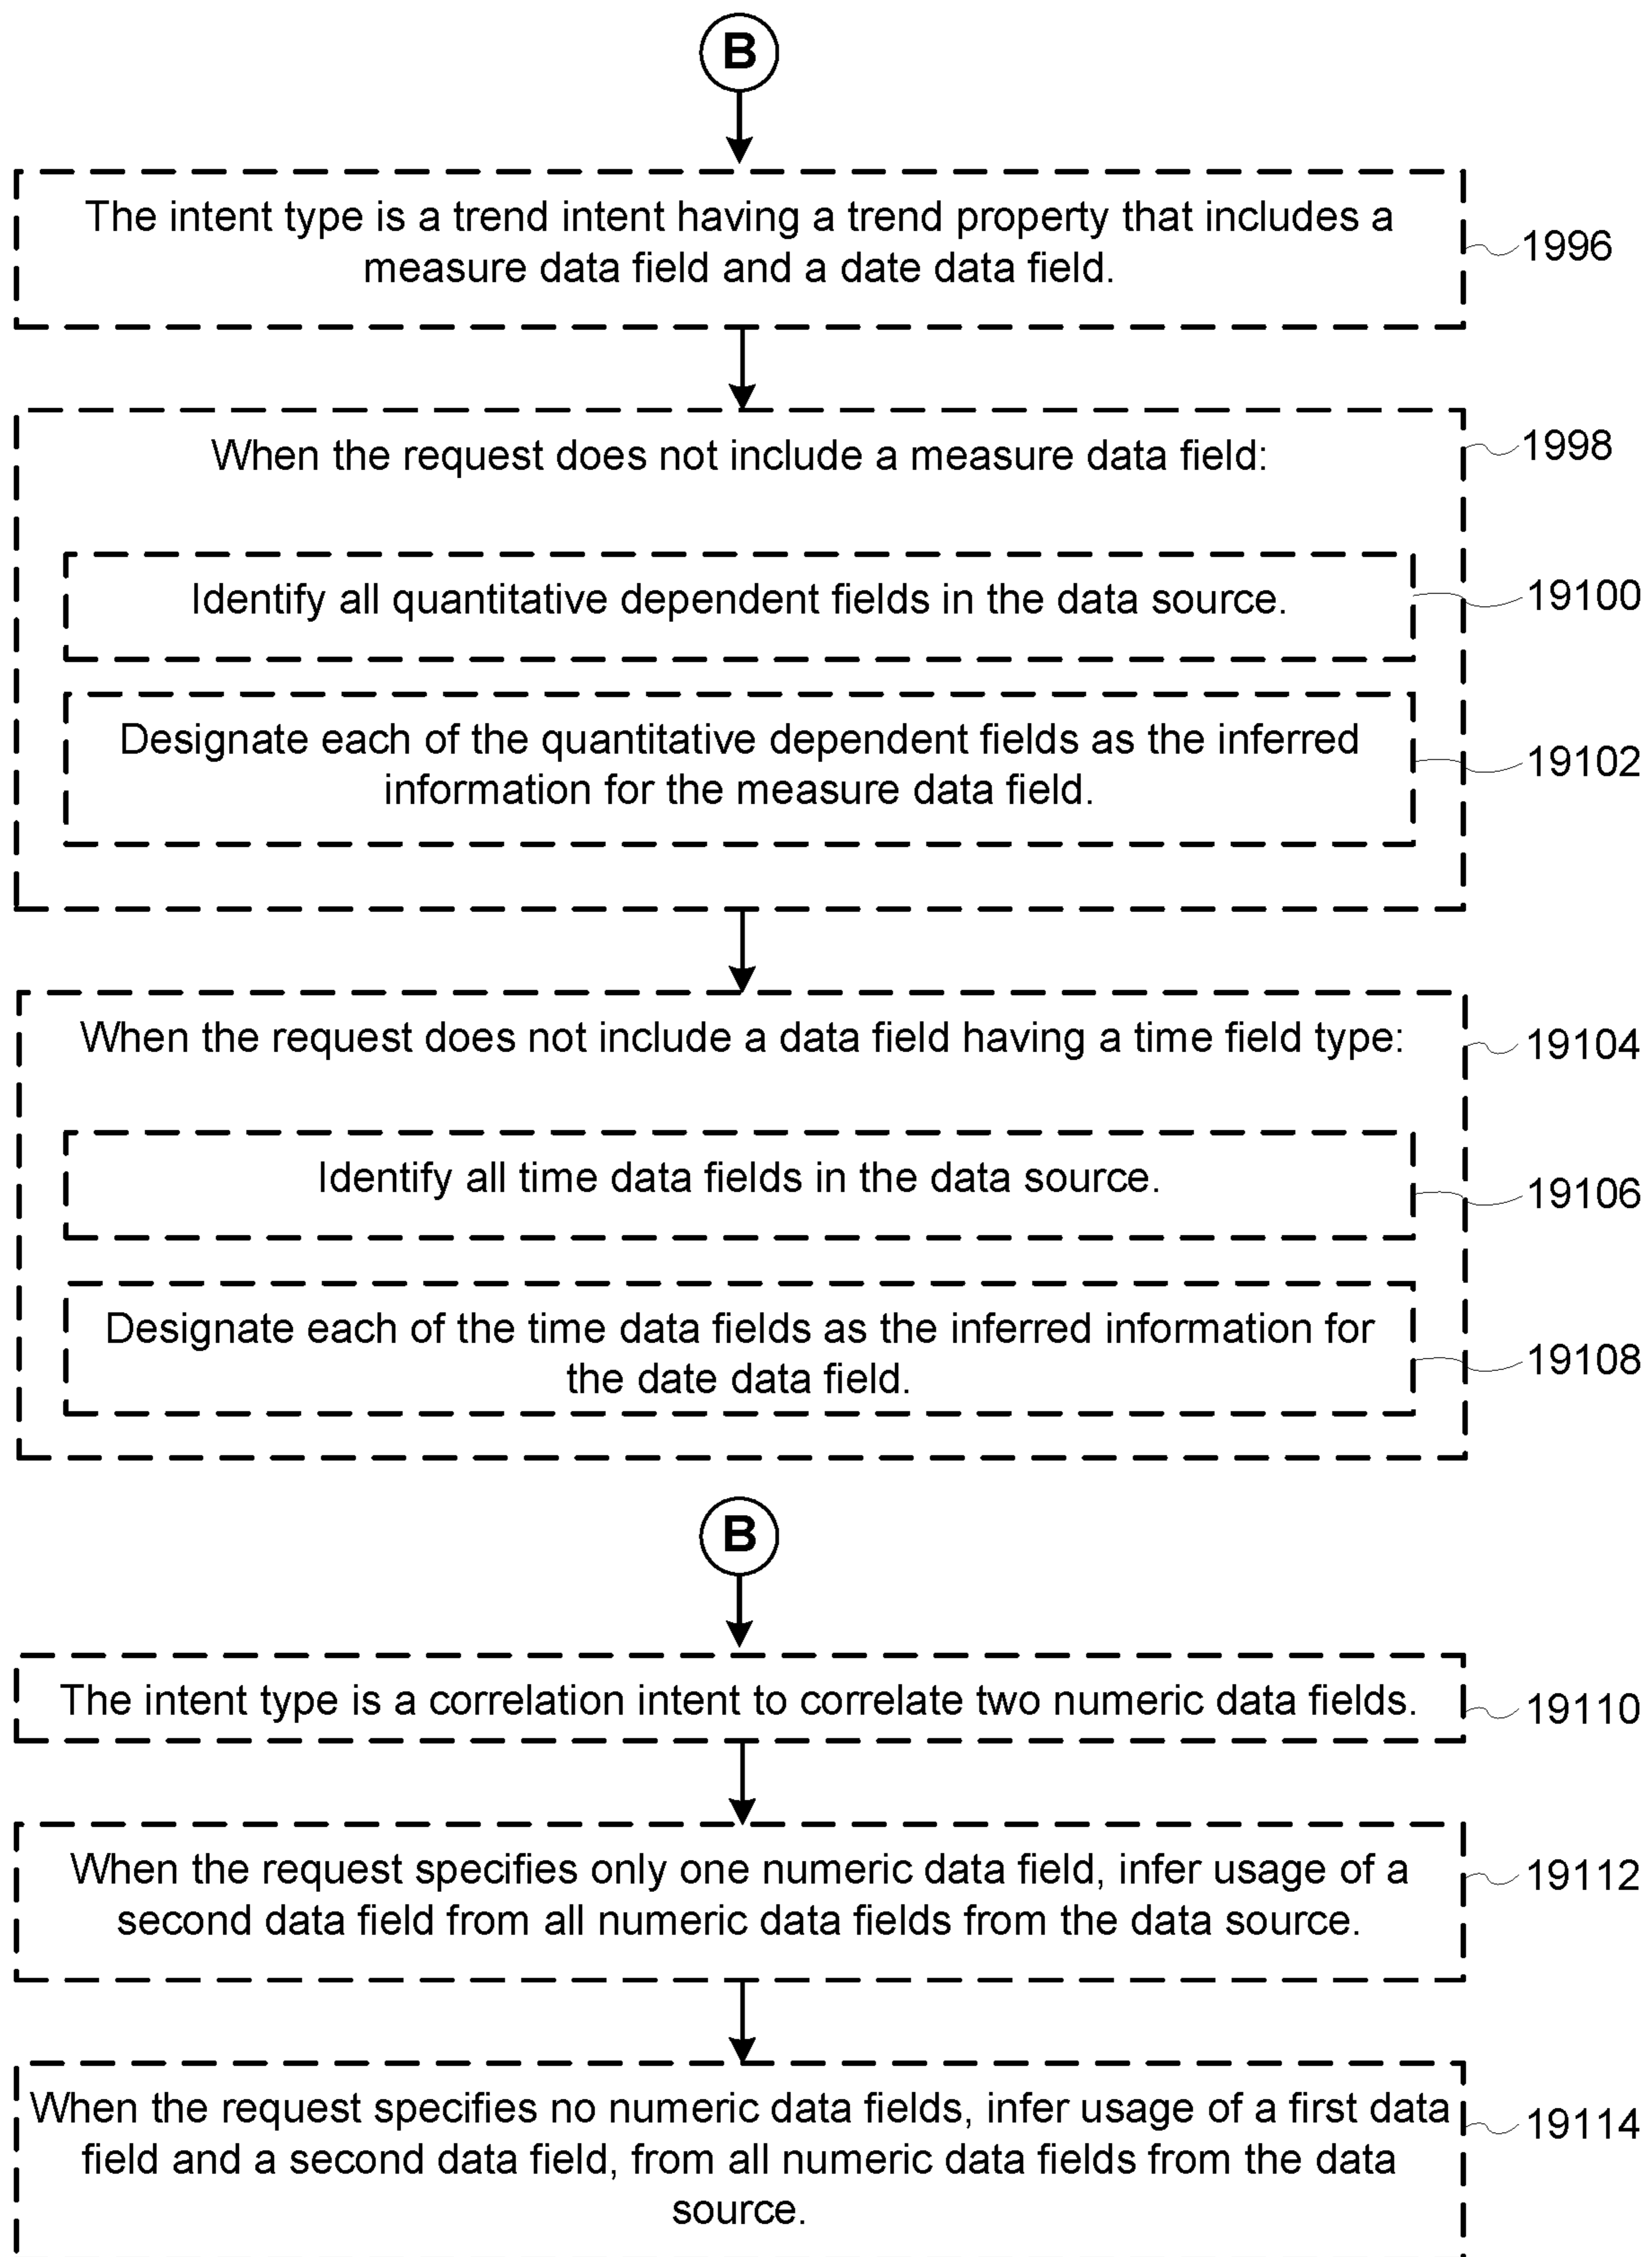 B
The intent type is a trend intent having a trend property that includes a
measure data field and a date data field.
1996
When the request does not include a measure data field:
1998
Identify all quantitative dependent fields in the data source.
19100
Designate each of the quantitative dependent fields as the inferred
information for the measure data field.
19102
When the request does not include a data field having a time field type:
19104
Identify all time data fields in the data source.
19106
Designate each of the time data fields as the inferred information for
the date data field.
19108
B
The intent type is a correlation intent to correlate two numeric data fields.
19110
When the request specifies only one numeric data field, infer usage of a
second data field from all numeric data fields from the data source.
19112
When the request specifies no numeric data fields, infer usage of a first data
field and a second data field, from all numeric data fields from the data
source.
19114